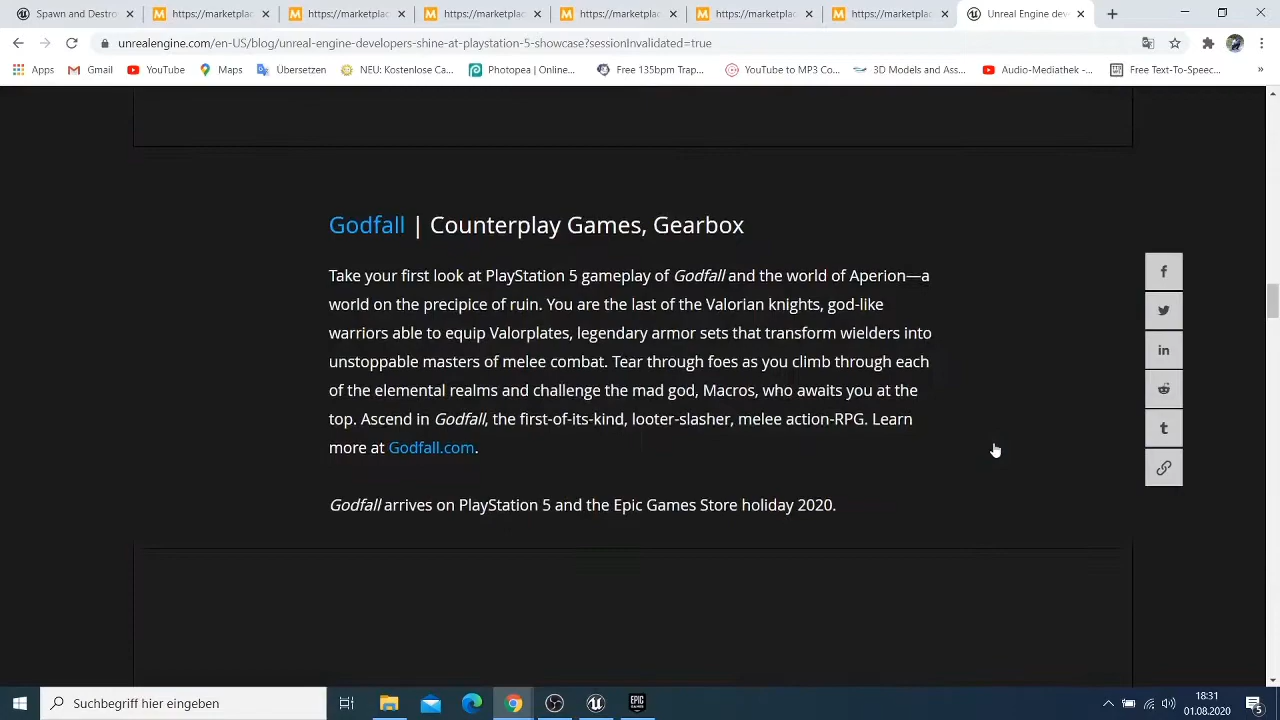 Spawn and Destro
https://marketplac
https://marketplac
https://marketplac
https://marketplac
https://marketplac
https://marketplac
Unreal Engine dev
unrealengine.com/en-US/blog/unreal-engine-developers-shine-at-playstation-5-showcase?sessionInvalidated=true
Apps
Gmail
YouTube
Maps
Übersetzen
NEU: Kostenlose Ca...
Photopea | Online...
Free 135bpm Trap...
YouTube to MP3 Co...
3D Models and Ass...
Audio-Mediathek -...
Free Text-To-Speec...
Godfall | Counterplay Games, Gearbox
Take your first look at PlayStation 5 gameplay of Godfall and the world of Aperion—a
world on the precipice of ruin. You are the last of the Valorian knights, god-like
warriors able to equip Valorplates, legendary armor sets that transform wielders into
unstoppable masters of melee combat. Tear through foes as you climb through each
of the elemental realms and challenge the mad god, Macros, who awaits you at the
top. Ascend in Godfall, the first-of-its-kind, looter-slasher, melee action-RPG. Learn
more at Godfall.com.
Godfall arrives on PlayStation 5 and the Epic Games Store holiday 2020.
Suchbegriff hier eingeben
EPIC
GAMES
18:31
01.08.2020
5